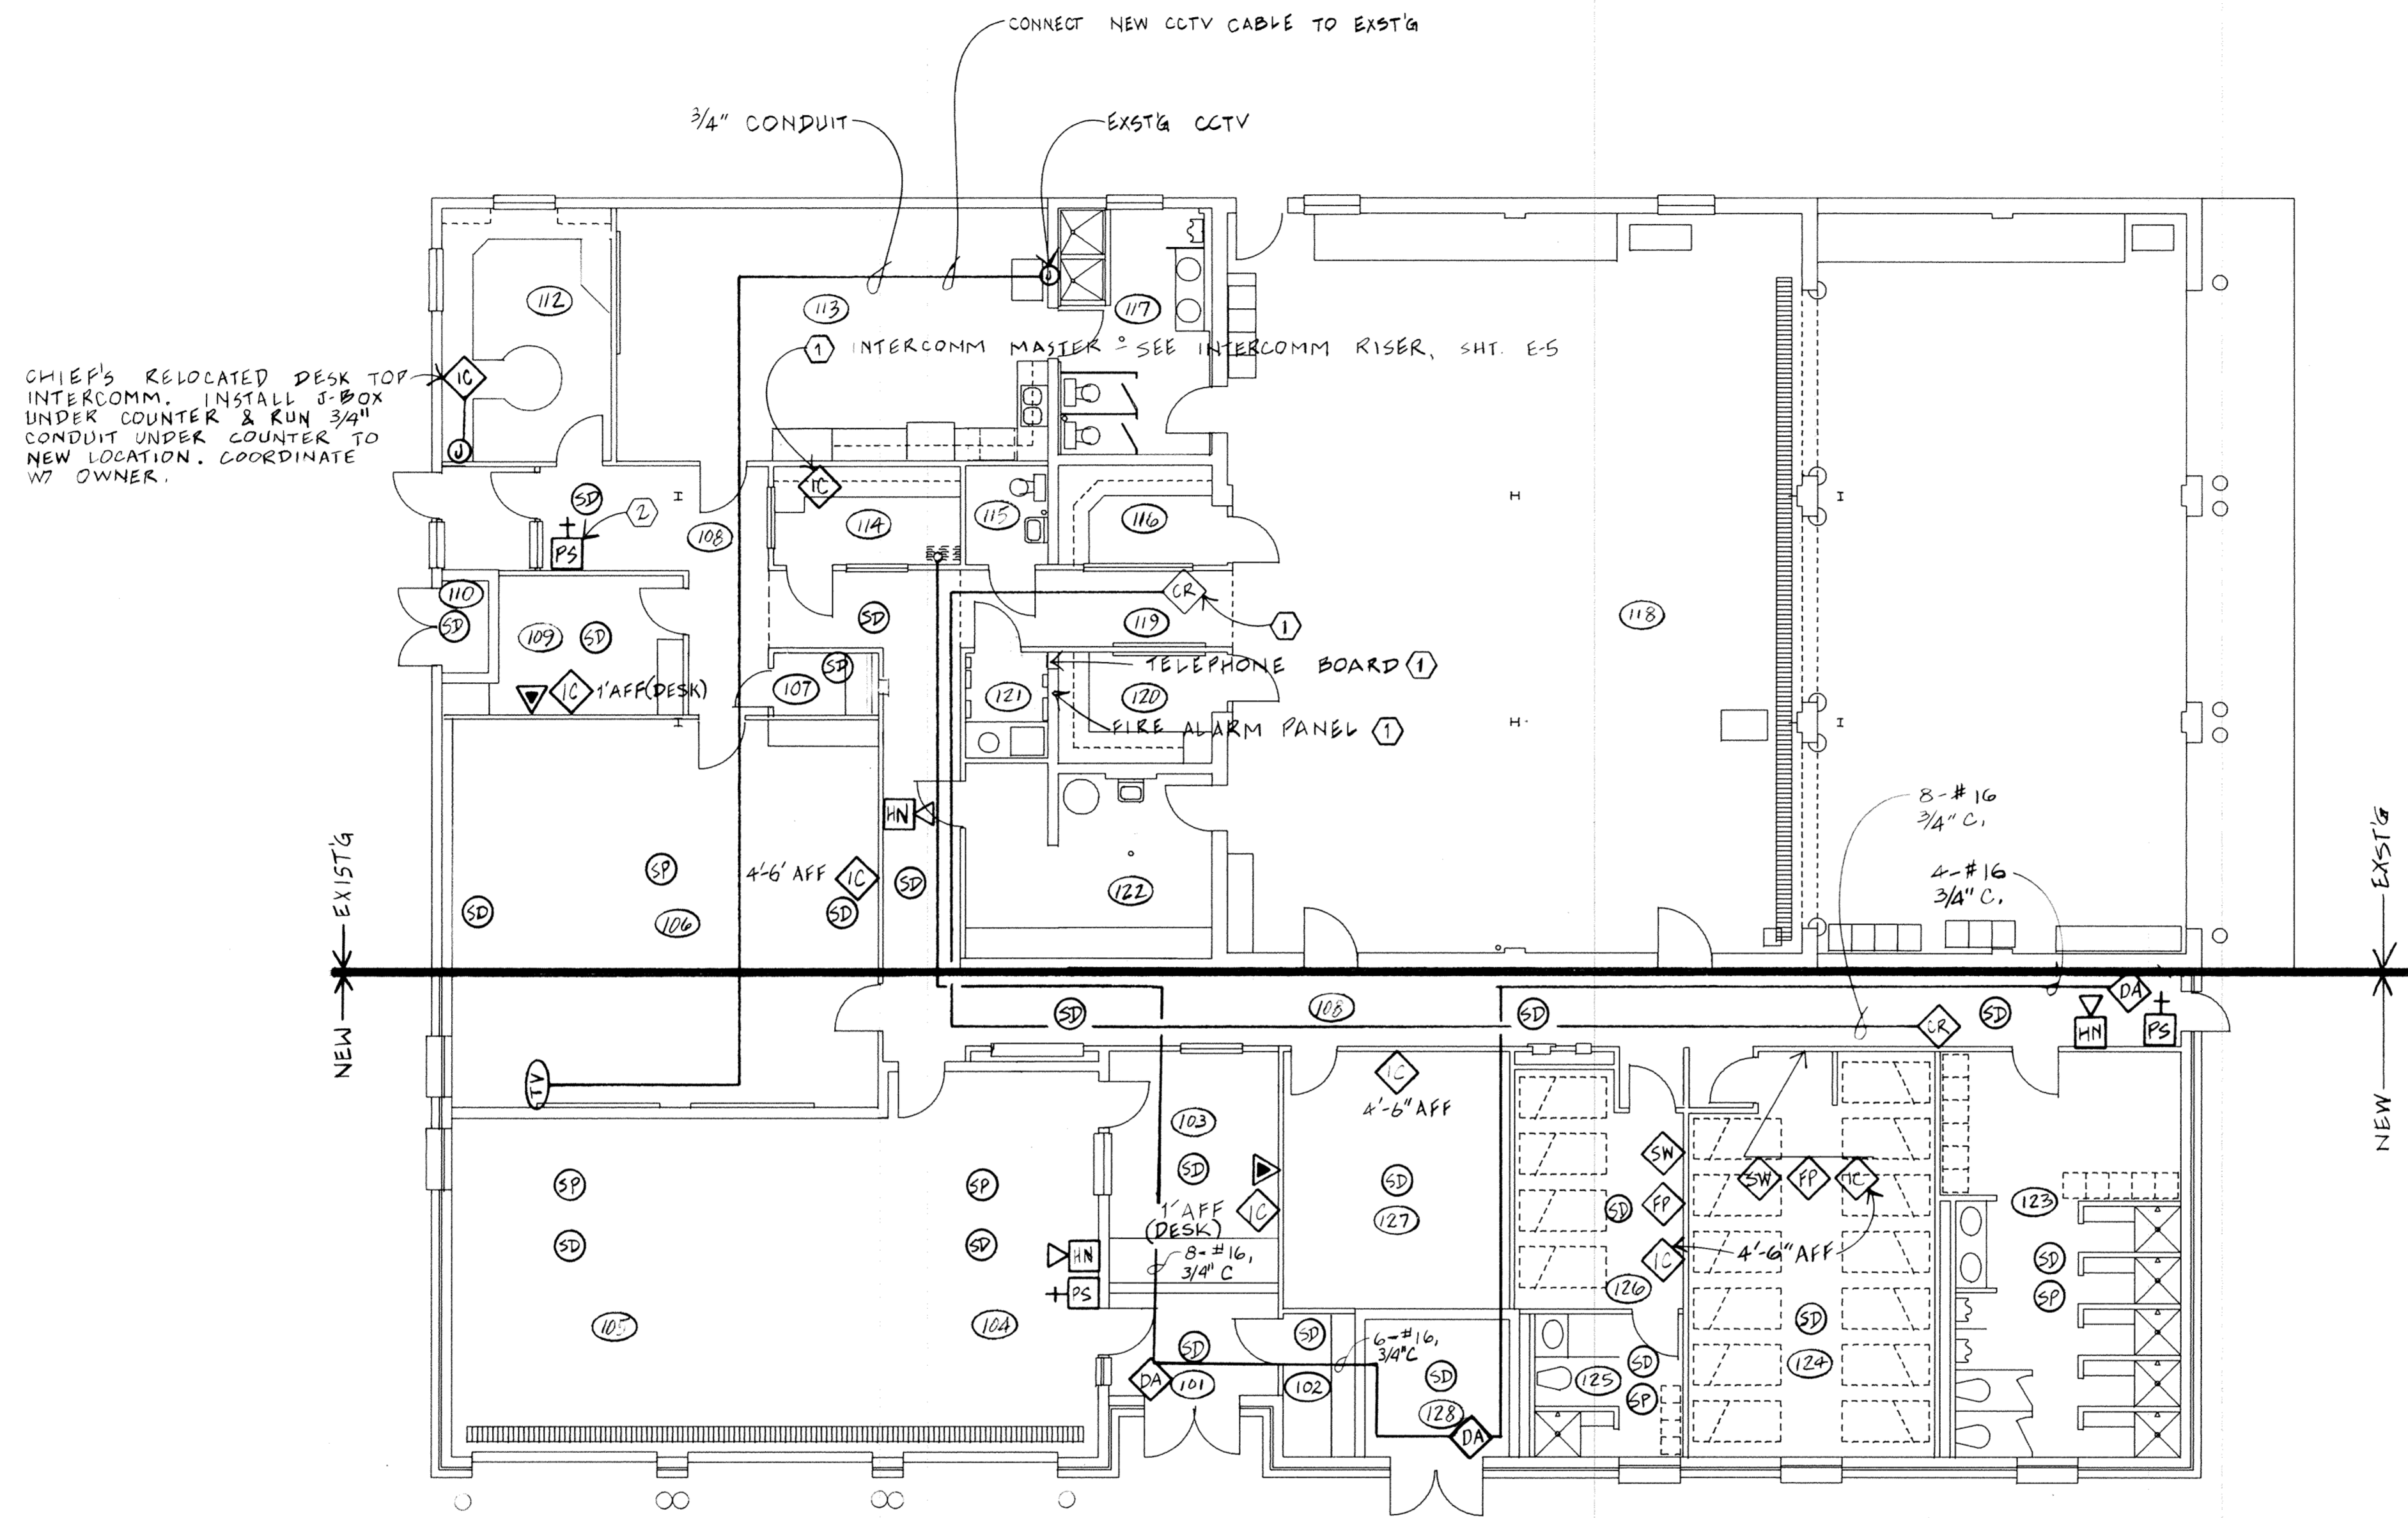 CONNECT NEW CCTV CABLE TO EXST'G
3/4" CONDUIT
EXST'G CCTV
112
113
117
J
1 INTERCOMM MASTER - SEE INTERCOMM RISER, SHT. E-5
CHIEF'S RELOCATED DESK TOP
INTERCOMM. INSTALL J-BOX
UNDER COUNTER & RUN 3/4"
CONDUIT UNDER COUNTER TO
NEW LOCATION. COORDINATE
W/ OWNER.
IC
J
IC
SD
2
PS
108
114
115
116
110
SD
109
SD
IC 1' AFF (DESK)
SD
CR
1
119
118
SD
107
TELEPHONE BOARD 1
121
120
FIRE ALARM PANEL 1
HN
8-#16
3/4" C.
4-#16
3/4" C.
SP
4'-6' AFF IC
SD
SD
SD
106
122
EXIST'G
EXST'G
NEW
NEW
SD
108
SD
CR
SD
HN
DA
PS
TV
IC
4'-6" AFF
103
SD
1' AFF
(DESK)
IC
8-#16,
3/4" C
SP
SD
SP
SD
HN
PS
105
104
SD
127
SW
FP
IC
SD
126
SW
FP
IC
4'-6" AFF
123
SD
SP
SD
DA
101
SD
102
6-#16,
3/4"C
SD
128
DA
125
SD
SP
SD
124